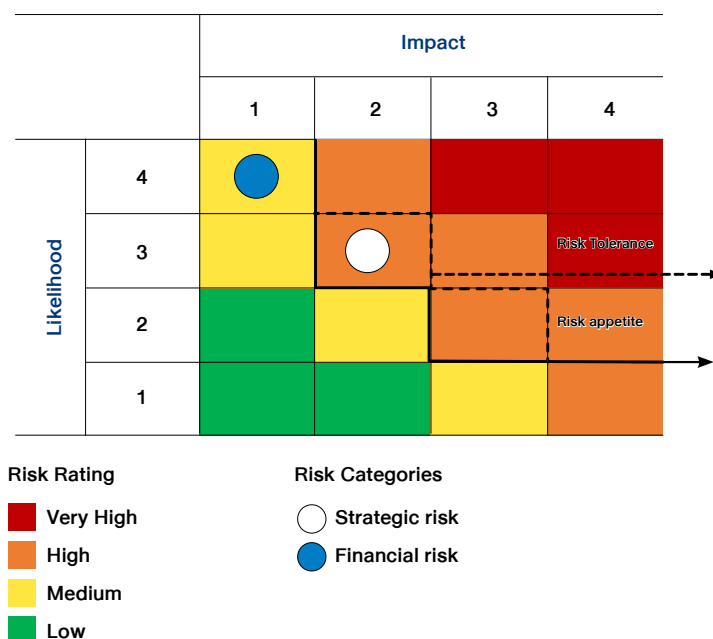 Impact
1 2 3 4
Likelihood
4
3
Risk Tolerance
2
Risk appetite
1
Risk Rating
Very High
High
Medium
Low
Risk Categories
Strategic risk
Financial risk